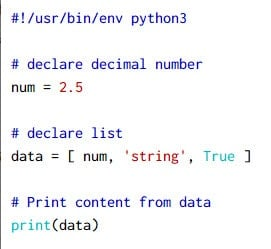 #!/usr/bin/env python3
# declare decimal number
num = 2.5
# declare list
data = [ num, 'string', True ]
# Print content from data
print(data)